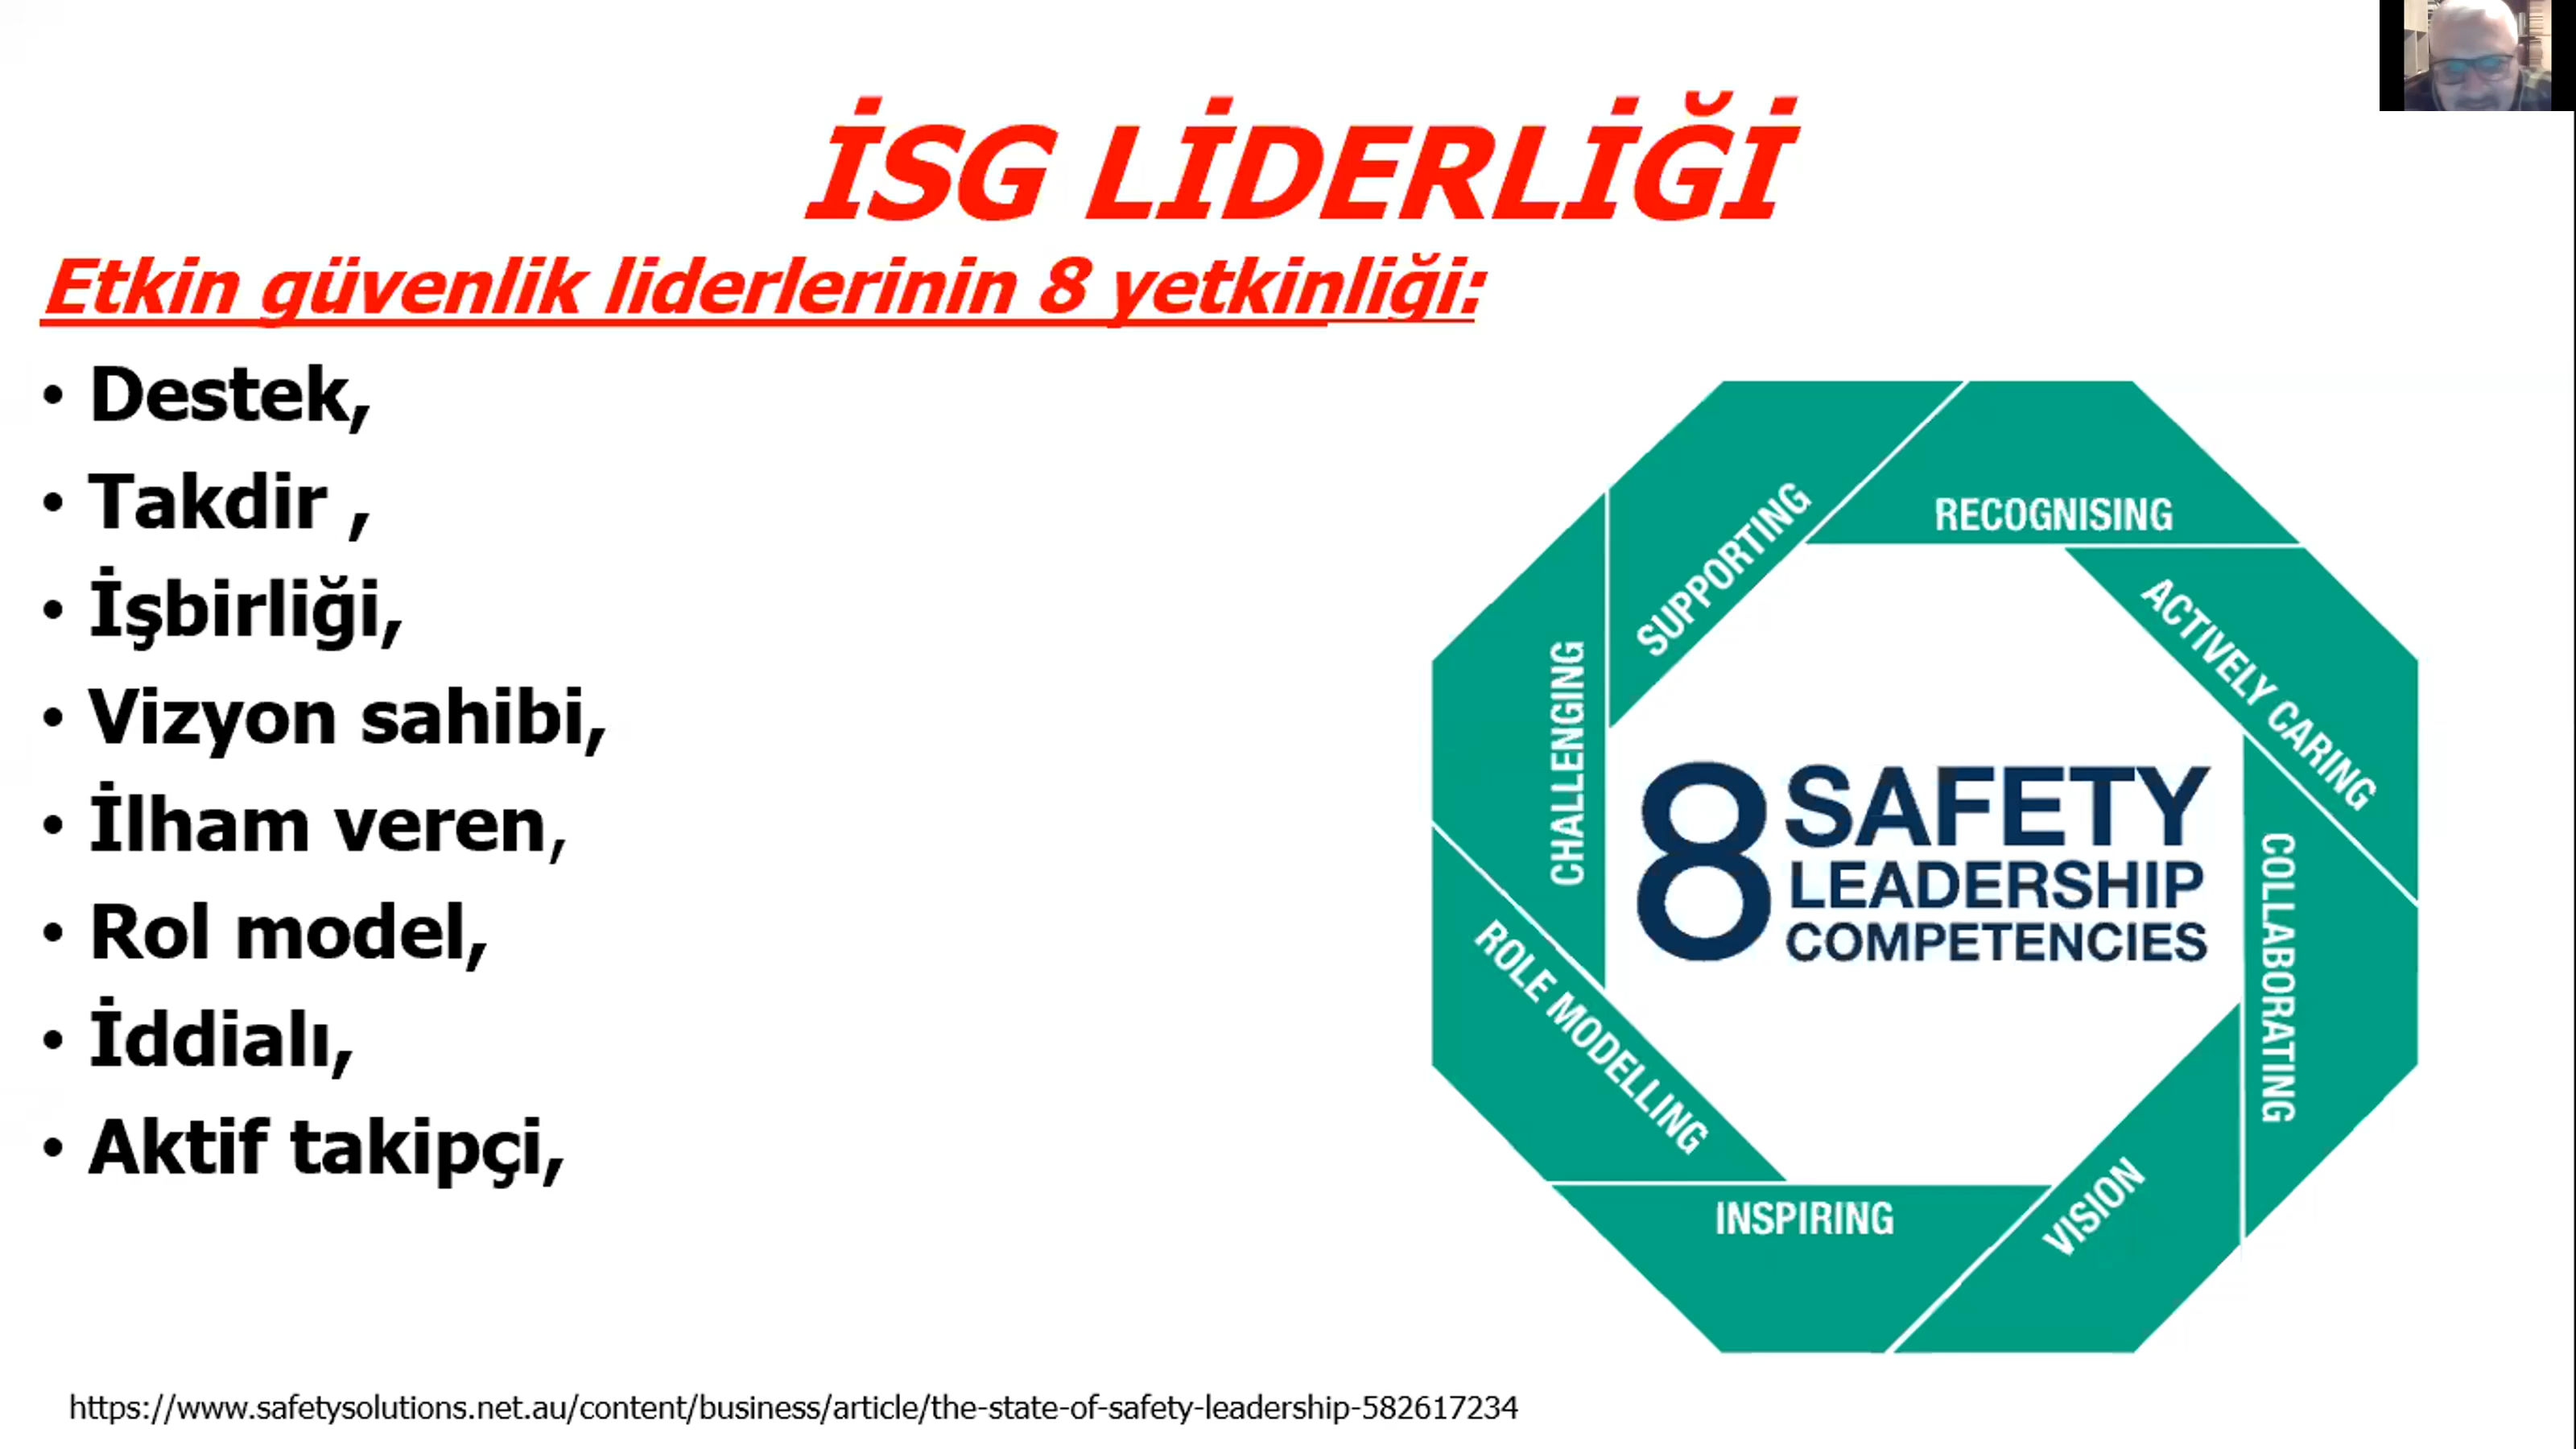 İSG LİDERLİĞİ
Etkin güvenlik liderlerinin 8 yetkinliği:
• Destek,
• Takdir ,
• İşbirliği,
• Vizyon sahibi,
• İlham veren,
• Rol model,
• İddialı,
• Aktif takipçi,
SUPPORTING
RECOGNISING
ACTIVELY CARING
COLLABORATING
VISION
INSPIRING
ROLE MODELLING
CHALLENGING
8 SAFETY
LEADERSHIP
COMPETENCIES
https://www.safetysolutions.net.au/content/business/article/the-state-of-safety-leadership-582617234